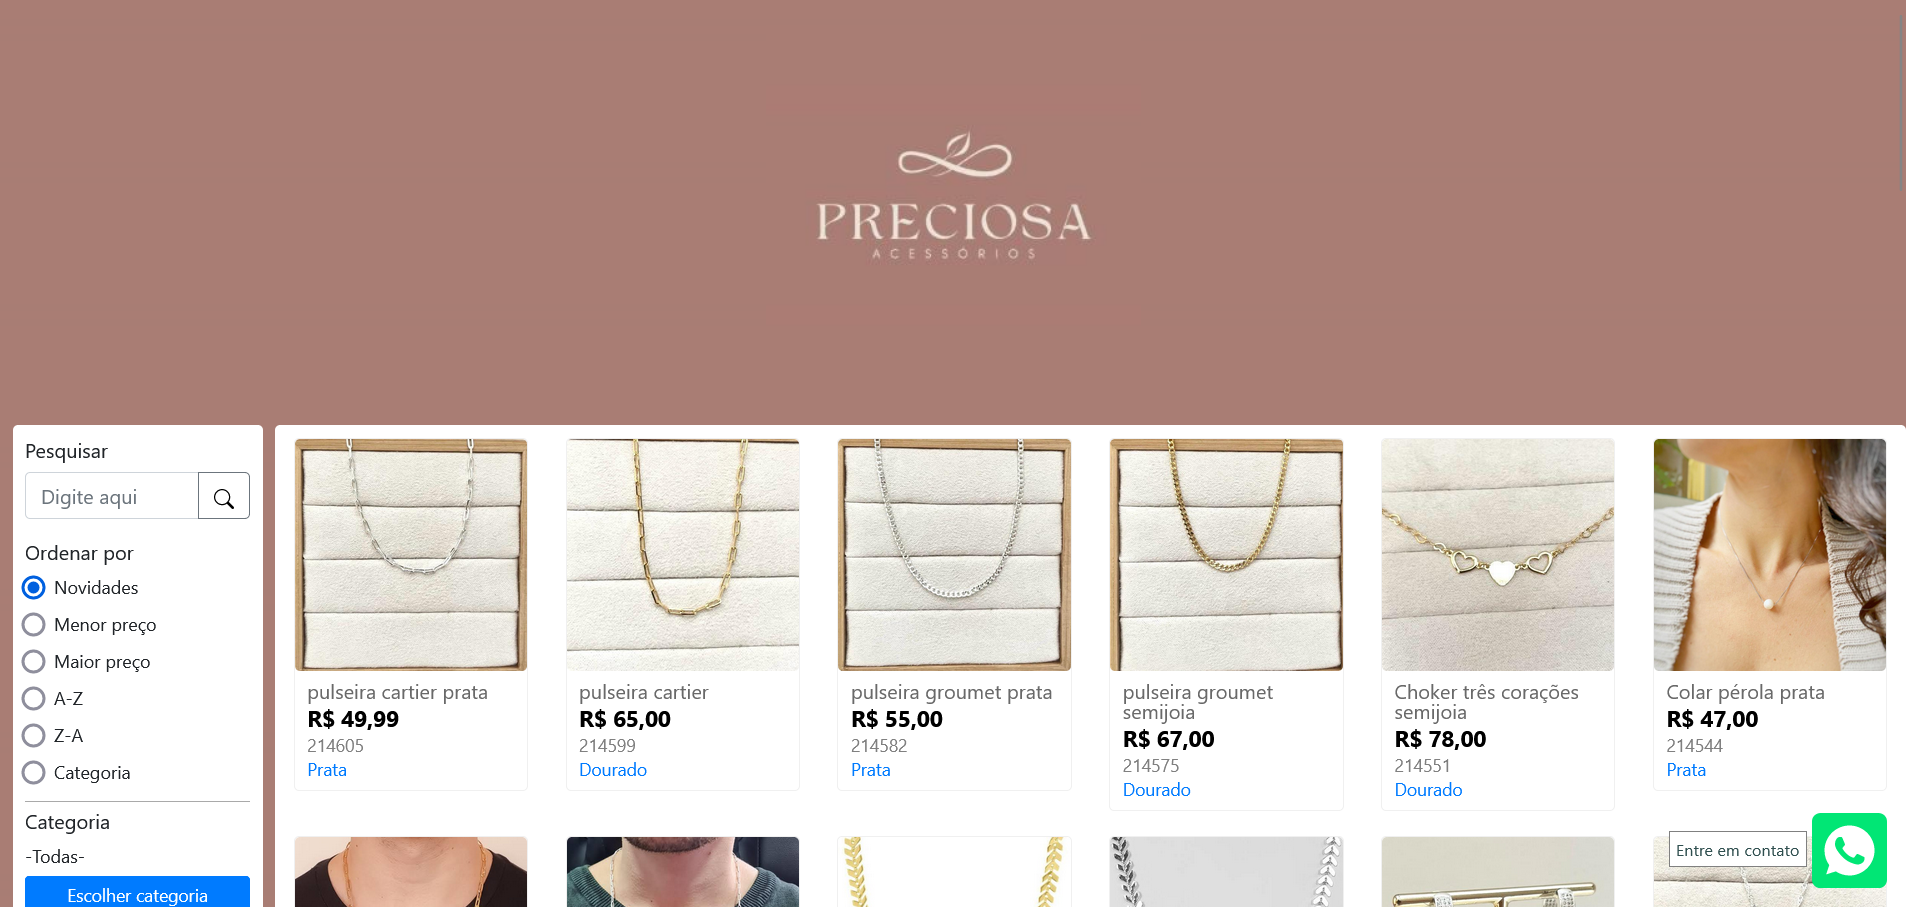 PRECIOSA
ACESSÓRIOS
Pesquisar
Digite aqui
Ordenar por
Novidades
Menor preço
Maior preço
A-Z
Z-A
Categoria
Categoria
-Todas-
Escolher categoria
pulseira cartier prata
R$ 49,99
214605
Prata
pulseira cartier
R$ 65,00
214599
Dourado
pulseira groumet prata
R$ 55,00
214582
Prata
pulseira groumet
semijoia
R$ 67,00
214575
Dourado
Choker três corações
semijoia
R$ 78,00
214551
Dourado
Colar pérola prata
R$ 47,00
214544
Prata
Entre em contato